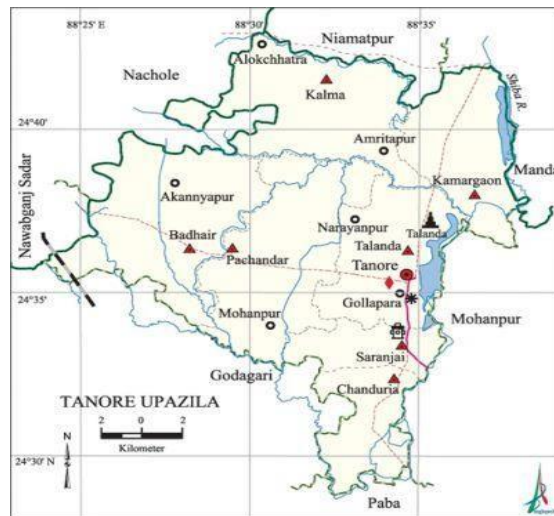 88°25' E
88°30'
88°35'
Niamatpur
Alokchhatra
Nachole
Kalma
Shiba R.
24°40'
Amritapur
Manda
Kamargaon
Nawabganj Sadar
Akannyapur
Narayanpur
Talanda
Badhair
Pachandar
Talanda
Tanore
24°35'
Gollapara
Mohanpur
Mohanpur
Saranjai
Godagari
Chanduria
TANORE UPAZILA
2 0 2
Kilometer
N
24°30' N
Paba